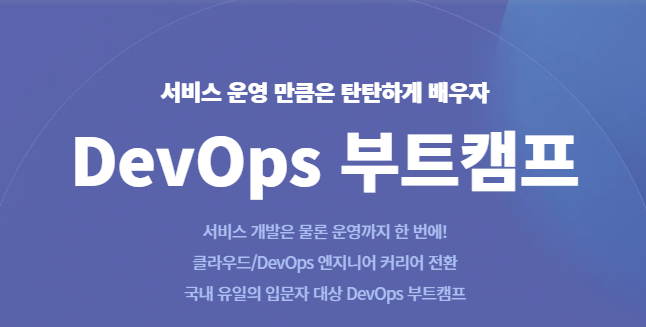 서비스 운영 만큼은 탄탄하게 배우자
DevOps 부트캠프
서비스 개발은 물론 운영까지 한 번에!
클라우드/DevOps 엔지니어 커리어 전환
국내 유일의 입문자 대상 DevOps 부트캠프